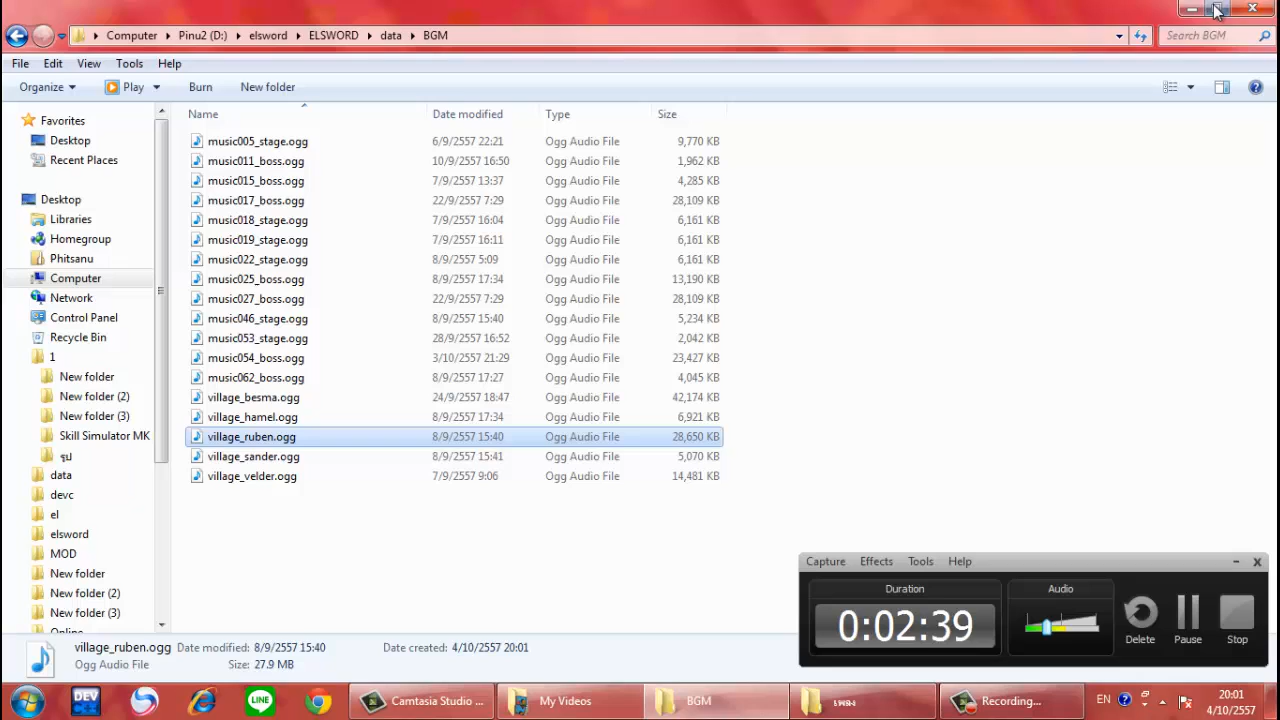 Computer Pinu2 (D:) elsword ELSWORD data BGM
Search BGM
File Edit View Tools Help
Organize Play Burn New folder
Name Date modified Type Size
Favorites
Desktop
Recent Places
Desktop
Libraries
Homegroup
Phitsanu
Computer
Network
Control Panel
Recycle Bin
1
New folder
New folder (2)
New folder (3)
Skill Simulator MK
รูป
data
devc
el
elsword
MOD
New folder
New folder (2)
New folder (3)
Online
music005_stage.ogg 6/9/2557 22:21 Ogg Audio File 9,770 KB
music011_boss.ogg 10/9/2557 16:50 Ogg Audio File 1,962 KB
music015_boss.ogg 7/9/2557 13:37 Ogg Audio File 4,285 KB
music017_boss.ogg 22/9/2557 7:29 Ogg Audio File 28,109 KB
music018_stage.ogg 7/9/2557 16:04 Ogg Audio File 6,161 KB
music019_stage.ogg 7/9/2557 16:11 Ogg Audio File 6,161 KB
music022_stage.ogg 8/9/2557 5:09 Ogg Audio File 6,161 KB
music025_boss.ogg 8/9/2557 17:34 Ogg Audio File 13,190 KB
music027_boss.ogg 22/9/2557 7:29 Ogg Audio File 28,109 KB
music046_stage.ogg 8/9/2557 15:40 Ogg Audio File 5,234 KB
music053_stage.ogg 28/9/2557 16:52 Ogg Audio File 2,042 KB
music054_boss.ogg 3/10/2557 21:29 Ogg Audio File 23,427 KB
music062_boss.ogg 8/9/2557 17:27 Ogg Audio File 4,045 KB
village_besma.ogg 24/9/2557 18:47 Ogg Audio File 42,174 KB
village_hamel.ogg 8/9/2557 17:34 Ogg Audio File 6,921 KB
village_ruben.ogg 8/9/2557 15:40 Ogg Audio File 28,650 KB
village_sander.ogg 8/9/2557 15:41 Ogg Audio File 5,070 KB
village_velder.ogg 7/9/2557 9:06 Ogg Audio File 14,481 KB
Capture Effects Tools Help
Duration
0:02:39
Audio
Delete Pause Stop
village_ruben.ogg Date modified: 8/9/2557 15:40 Date created: 4/10/2557 20:01
Ogg Audio File Size: 27.9 MB
DEV
LINE
Camtasia Studio ...
My Videos
BGM
Recording...
EN
20:01
4/10/2557